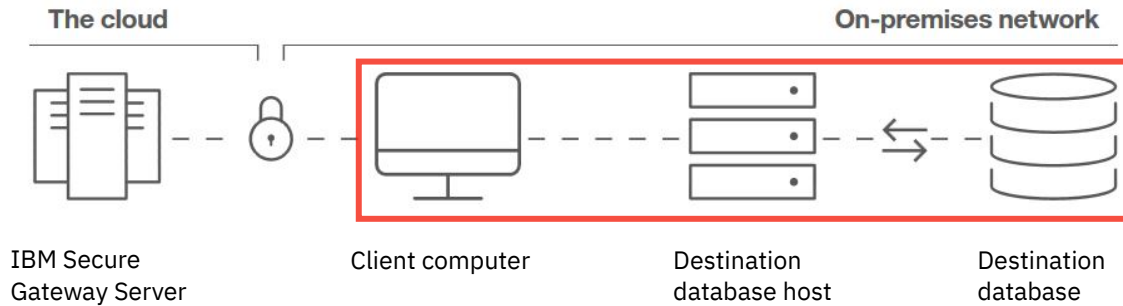 The cloud
On-premises network
IBM Secure
Gateway Server
Client computer
Destination
database host
Destination
database